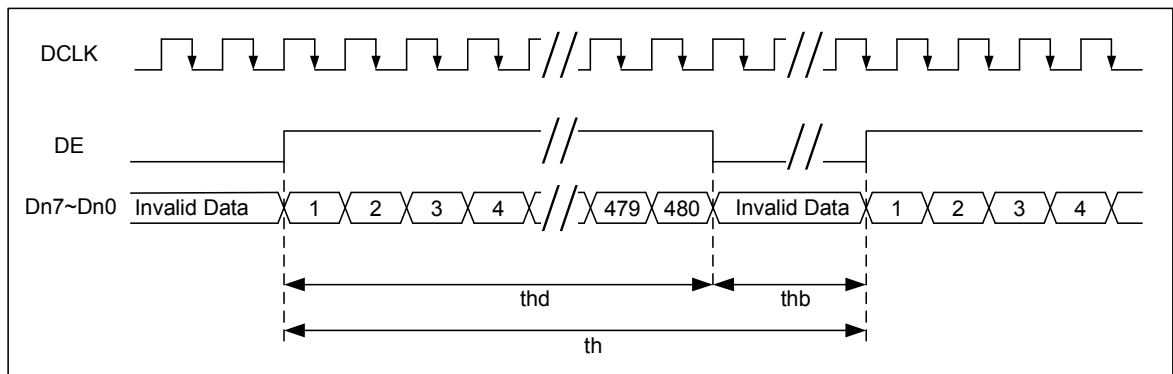 DCLK
DE
Dn7~Dn0 Invalid Data 1 2 3 4 479 480 Invalid Data 1 2 3 4
thd thb
th